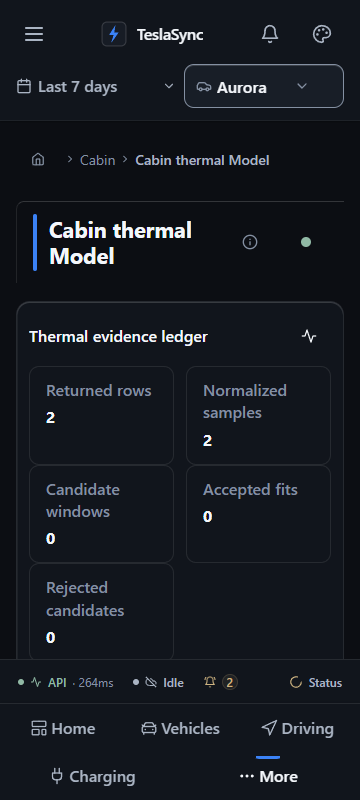 TeslaSync
Last 7 days
Aurora
Cabin
Cabin thermal Model
Cabin thermal
Model
Thermal evidence ledger
Returned rows
2
Normalized
samples
2
Candidate
windows
0
Accepted fits
0
Rejected
candidates
0
API · 264ms
Idle
2
Status
Home
Vehicles
Driving
Charging
More